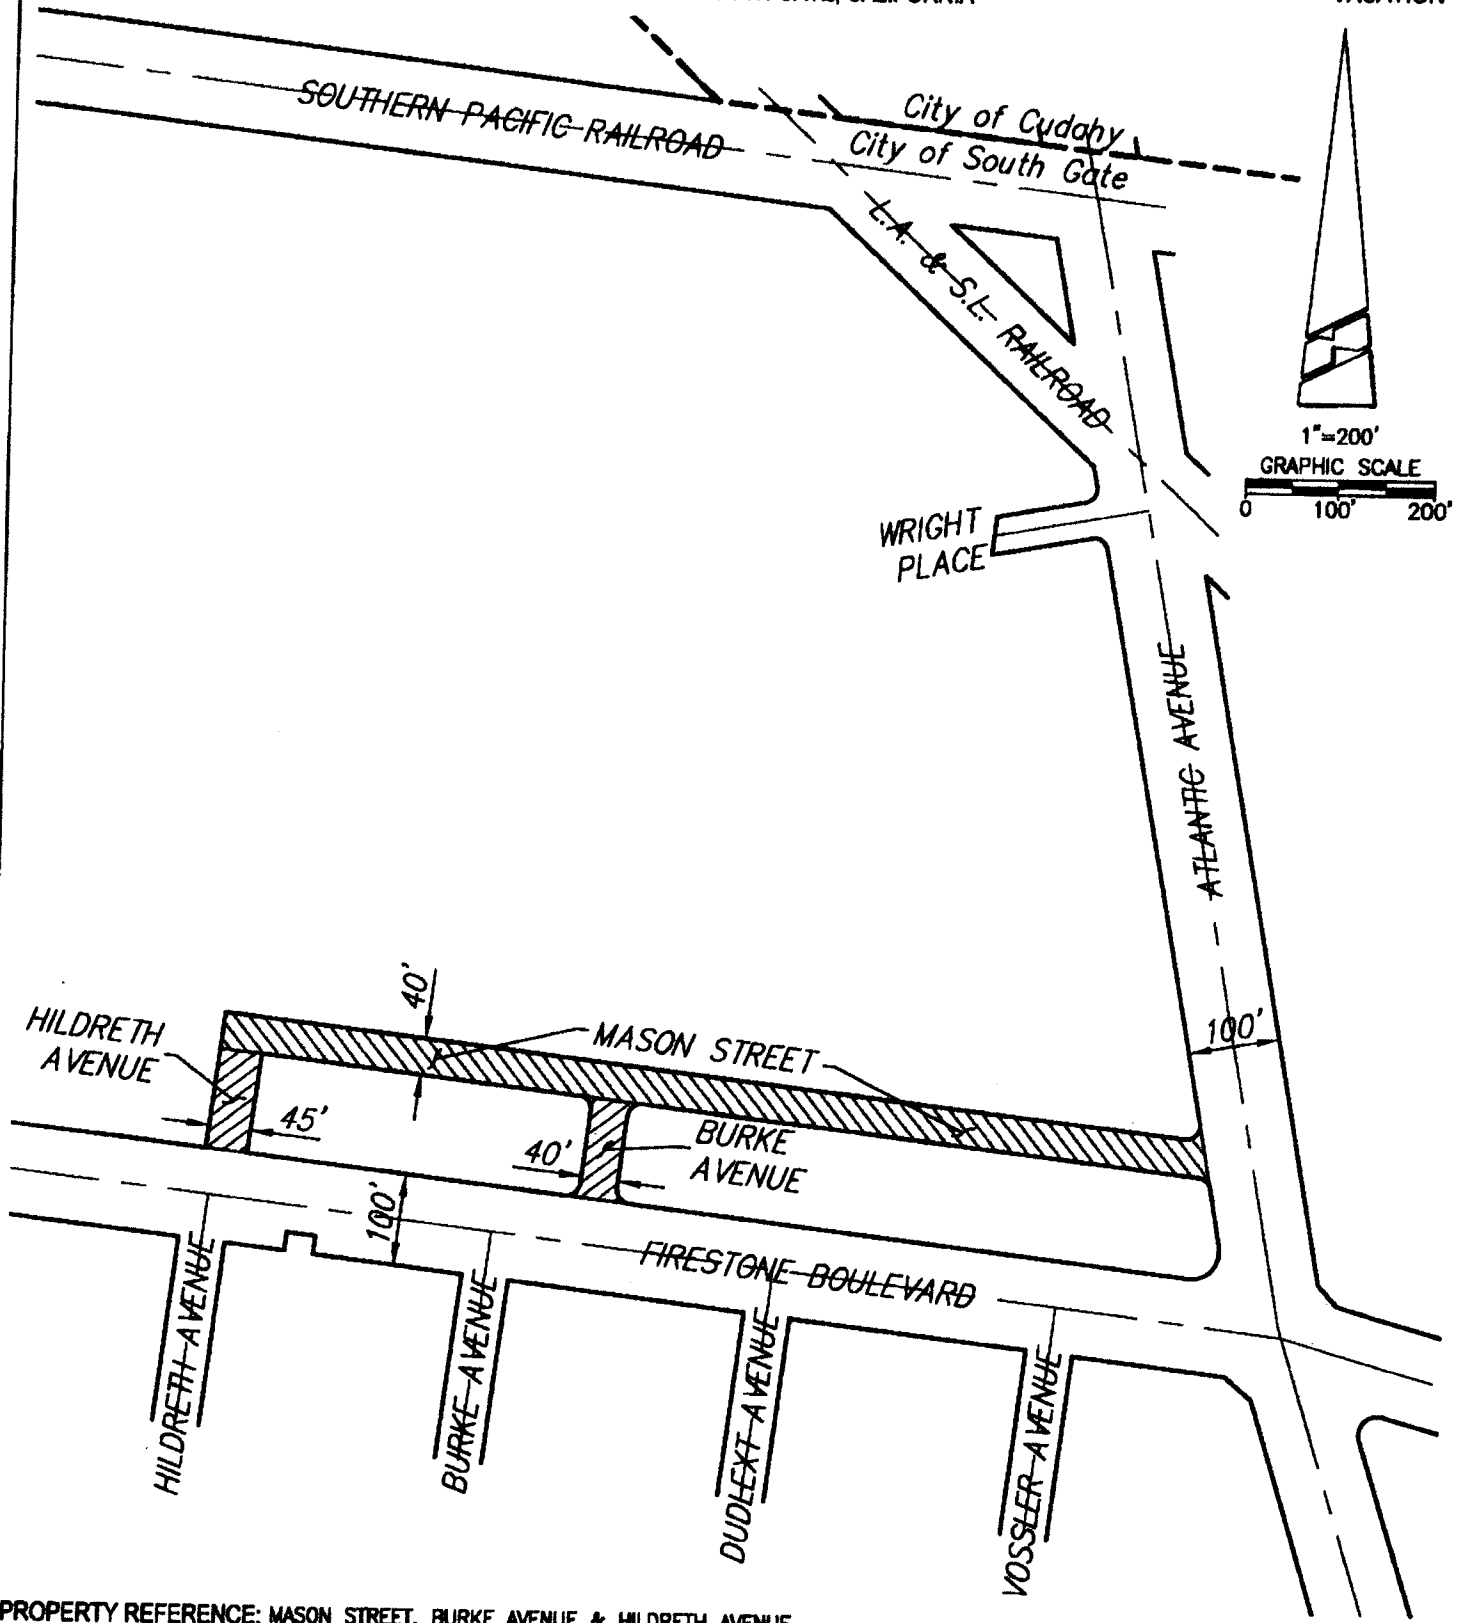 SOUTHERN PACIFIC RAILROAD
City of Cudahy
City of South Gate
L.A. & S.L. RAILROAD
1"=200'
GRAPHIC SCALE
0 100' 200'
WRIGHT
PLACE
ATLANTIC AVENUE
100'
40'
HILDRETH
AVENUE
MASON STREET
45'
40'
BURKE
AVENUE
100'
FIRESTONE BOULEVARD
HILDRETH AVENUE
BURKE AVENUE
DUDLEXT AVENUE
VOSSLER AVENUE
PROPERTY REFERENCE: MASON STREET, BURKE AVENUE & HILDRETH AVENUE